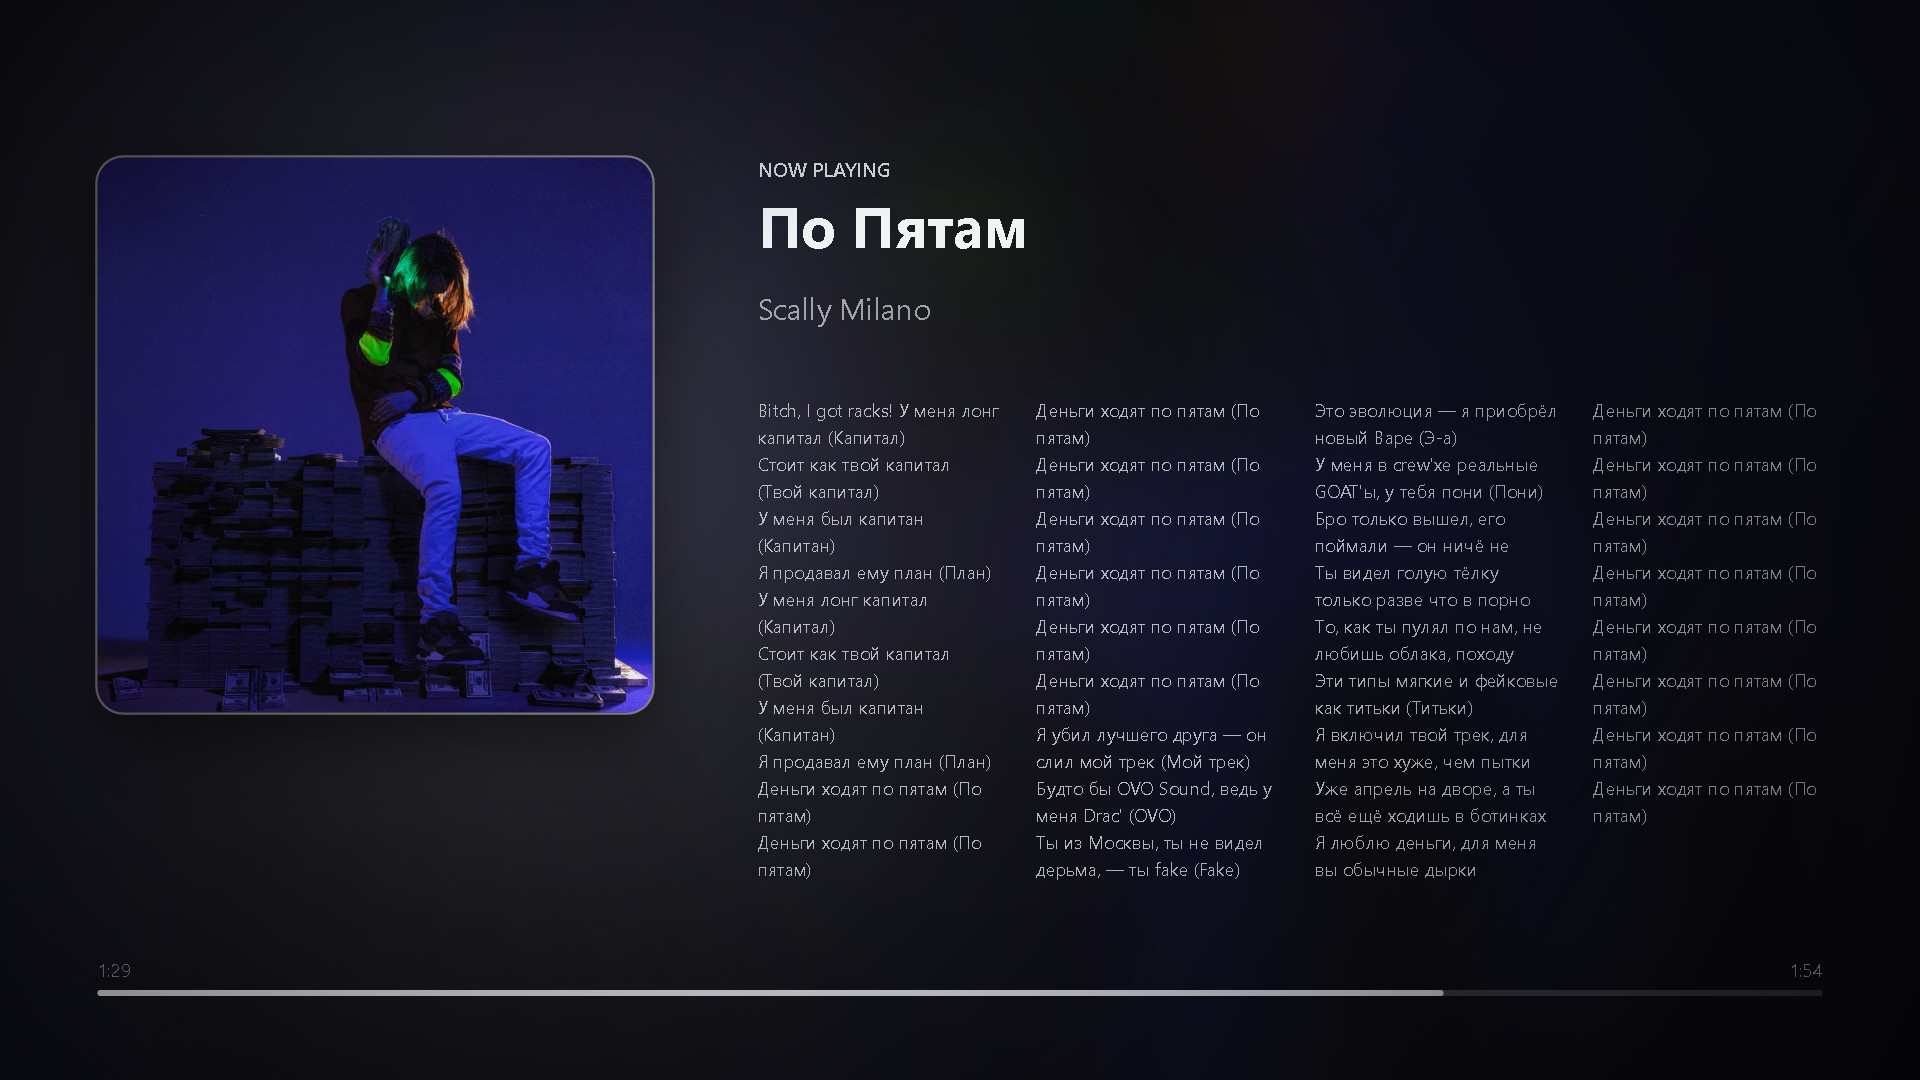 NOW PLAYING
По Пятам
Scally Milano
Bitch, I got racks! У меня лонг
капитал (Капитал)
Стоит как твой капитал
(Твой капитал)
У меня был капитан
(Капитан)
Я продавал ему план (План)
У меня лонг капитал
(Капитал)
Стоит как твой капитал
(Твой капитал)
У меня был капитан
(Капитан)
Я продавал ему план (План)
Деньги ходят по пятам (По
пятам)
Деньги ходят по пятам (По
пятам)
Деньги ходят по пятам (По
пятам)
Деньги ходят по пятам (По
пятам)
Деньги ходят по пятам (По
пятам)
Деньги ходят по пятам (По
пятам)
Деньги ходят по пятам (По
пятам)
Деньги ходят по пятам (По
пятам)
Я убил лучшего друга — он
слил мой трек (Мой трек)
Будто бы OVO Sound, ведь у
меня Drac' (OVO)
Ты из Москвы, ты не видел
дерьма, — ты fake (Fake)
Это эволюция — я приобрёл
новый Bape (Э-а)
У меня в crew'хе реальные
GOAT'ы, у тебя пони (Пони)
Бро только вышел, его
поймали — он ничё не
Ты видел голую тёлку
только разве что в порно
То, как ты пулял по нам, не
любишь облака, походу
Эти типы мягкие и фейковые
как титьки (Титьки)
Я включил твой трек, для
меня это хуже, чем пытки
Уже апрель на дворе, а ты
всё ещё ходишь в ботинках
Я люблю деньги, для меня
вы обычные дырки
Деньги ходят по пятам (По
пятам)
Деньги ходят по пятам (По
пятам)
Деньги ходят по пятам (По
пятам)
Деньги ходят по пятам (По
пятам)
Деньги ходят по пятам (По
пятам)
Деньги ходят по пятам (По
пятам)
Деньги ходят по пятам (По
пятам)
Деньги ходят по пятам (По
пятам)
1:29
1:54